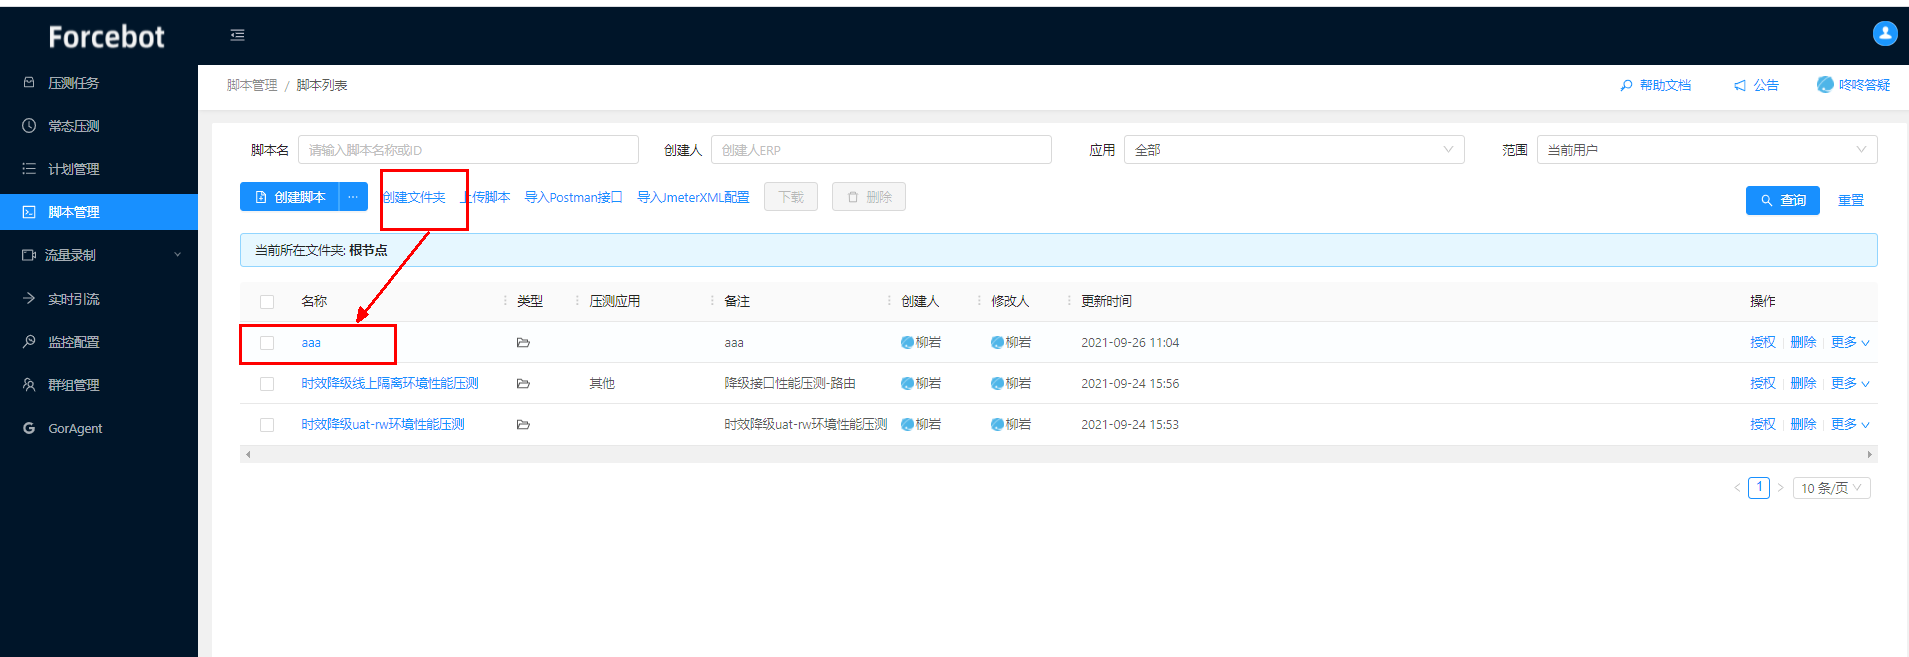 Forcebot
压测任务
常态压测
计划管理
脚本管理
流量录制
实时引流
监控配置
群组管理
GorAgent
脚本管理 / 脚本列表
帮助文档 公告 咚咚答疑
脚本名 请输入脚本名称或ID 创建人 创建人ERP 应用 全部 范围 当前用户
创建脚本 ··· 创建文件夹 上传脚本 导入Postman接口 导入JmeterXML配置 下载 删除 查询 重置
当前所在文件夹: 根节点
名称 类型 压测应用 备注 创建人 修改人 更新时间 操作
aaa aaa 柳岩 柳岩 2021-09-26 11:04 授权 删除 更多
时效降级线上隔离环境性能压测 其他 降级接口性能压测-路由 柳岩 柳岩 2021-09-24 15:56 授权 删除 更多
时效降级uat-rw环境性能压测 时效降级uat-rw环境性能压测 柳岩 柳岩 2021-09-24 15:53 授权 删除 更多
< 1 > 10 条/页